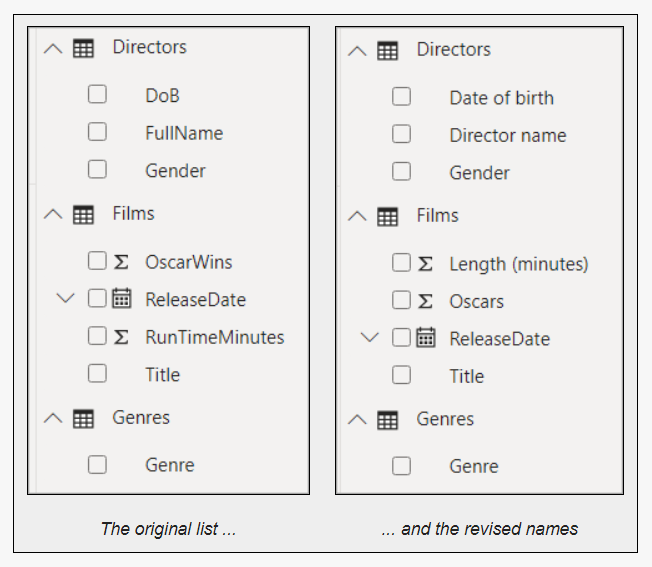 Directors
DoB
FullName
Gender
Films
OscarWins
ReleaseDate
RunTimeMinutes
Title
Genres
Genre
The original list ...
Directors
Date of birth
Director name
Gender
Films
Length (minutes)
Oscars
ReleaseDate
Title
Genres
Genre
... and the revised names